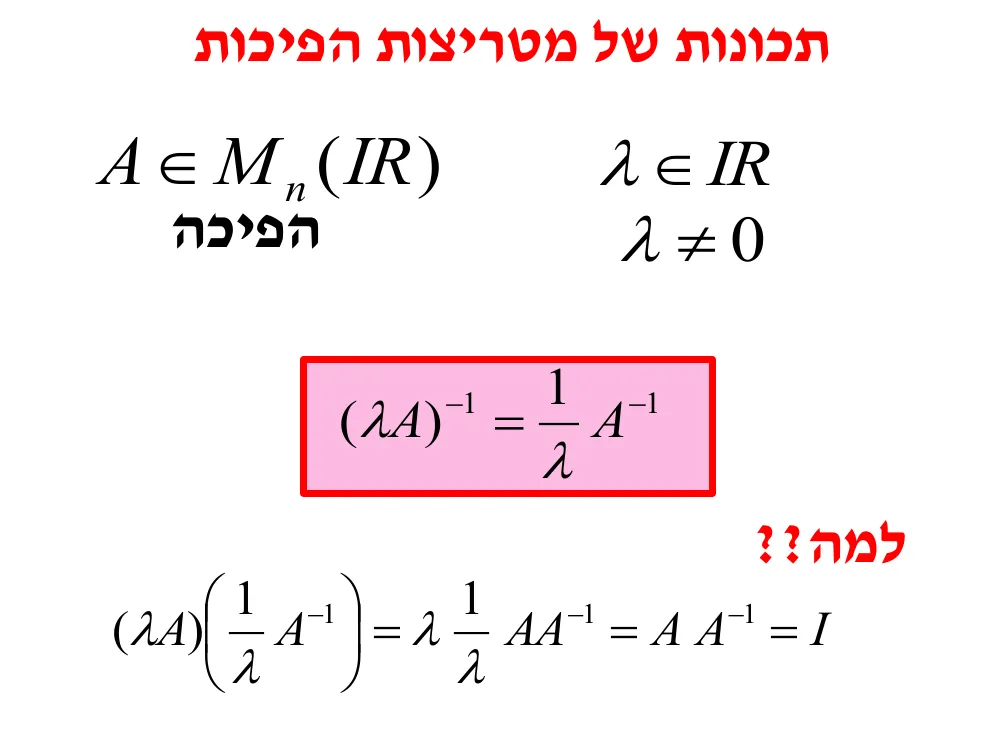 תכונות של מטריצות הפיכות
A ∈ Mₙ(IR) λ ∈ IR
הפיכה λ ≠ 0
(λA)⁻¹ = 1/λ A⁻¹
למה??
(λA)(1/λ A⁻¹) = λ 1/λ AA⁻¹ = A A⁻¹ = I